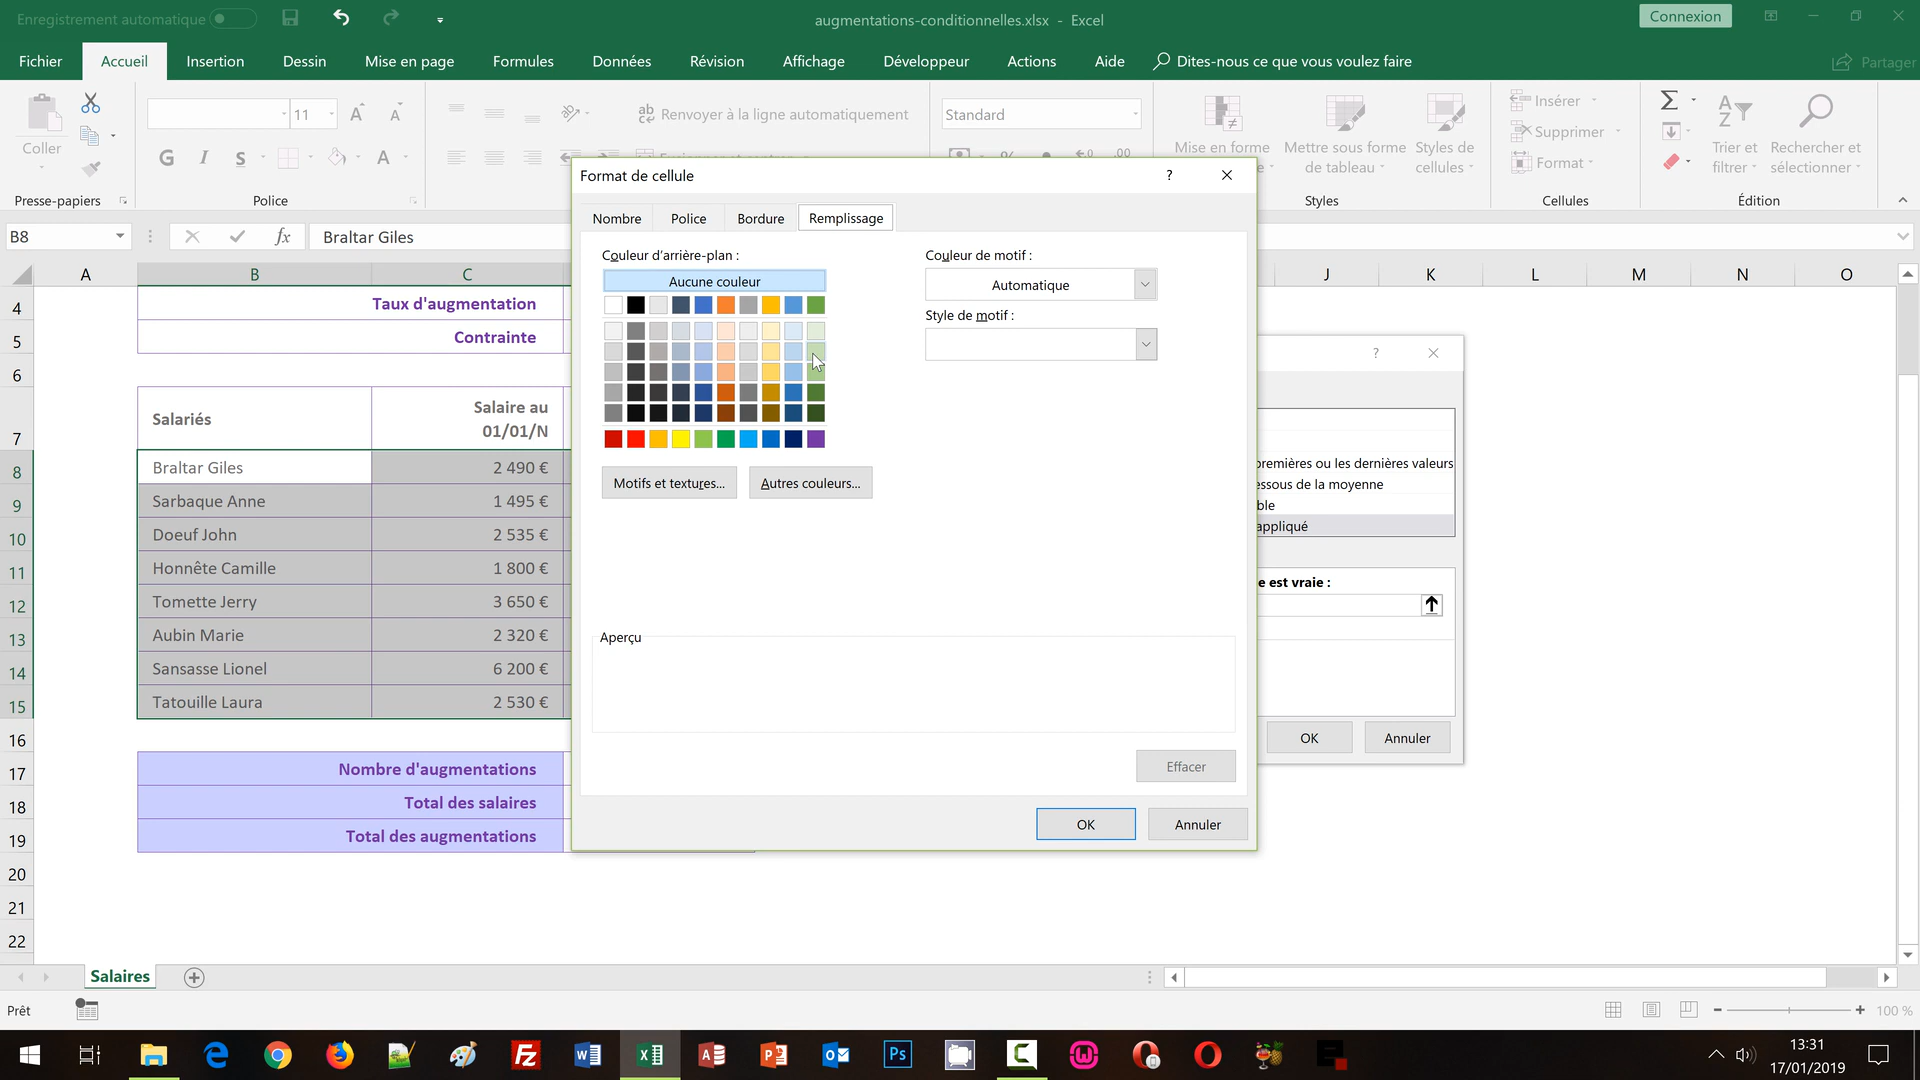 Enregistrement automatique
augmentations-conditionnelles.xlsx - Excel
Connexion
Fichier
Accueil
Insertion
Dessin
Mise en page
Formules
Données
Révision
Affichage
Développeur
Actions
Aide
Dites-nous ce que vous voulez faire
Partager
Coller
Presse-papiers
11
G I S
Police
ab Renvoyer à la ligne automatiquement
Standard
Mise en forme
Mettre sous forme
de tableau
Styles de
cellules
Styles
Insérer
Supprimer
Format
Cellules
Trier et
filtrer
Rechercher et
sélectionner
Édition
B8
fx
Braltar Giles
A B C J K L M N O
4 Taux d'augmentation
5 Contrainte
6
7 Salariés
Salaire au
01/01/N
8 Braltar Giles 2 490 €
9 Sarbaque Anne 1 495 €
10 Doeuf John 2 535 €
11 Honnête Camille 1 800 €
12 Tomette Jerry 3 650 €
13 Aubin Marie 2 320 €
14 Sansasse Lionel 6 200 €
15 Tatouille Laura 2 530 €
16
17 Nombre d'augmentations
18 Total des salaires
19 Total des augmentations
20
21
22
Format de cellule
?
Nombre
Police
Bordure
Remplissage
Couleur d'arrière-plan :
Aucune couleur
Motifs et textures...
Autres couleurs...
Couleur de motif :
Automatique
Style de motif :
Aperçu
Effacer
OK
Annuler
?
premières ou les dernières valeurs
essous de la moyenne
ble
appliqué
e est vraie :
OK
Annuler
Salaires
Prêt
100 %
13:31
17/01/2019